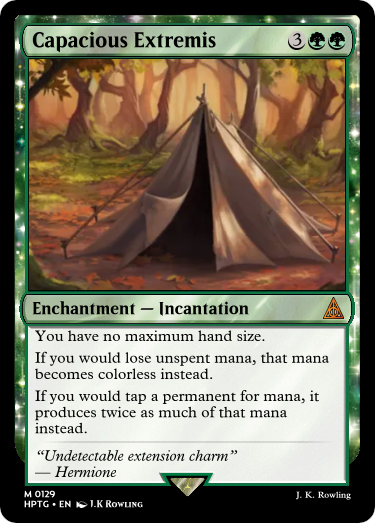 Capacious Extremis 3
Enchantment — Incantation
You have no maximum hand size.
If you would lose unspent mana, that mana
becomes colorless instead.
If you would tap a permanent for mana, it
produces twice as much of that mana
instead.
“Undetectable extension charm”
— Hermione
M 0129
HPTG • EN J.K ROWLING
J. K. Rowling